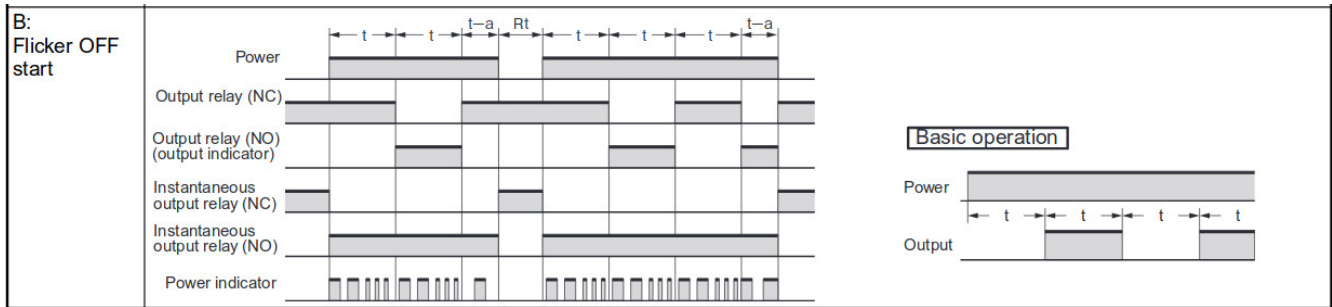 B:
Flicker OFF
start
t t t–a Rt t t t t–a
Power
Output relay (NC)
Output relay (NO)
(output indicator)
Instantaneous
output relay (NC)
Instantaneous
output relay (NO)
Power indicator
Basic operation
Power
t t t t
Output